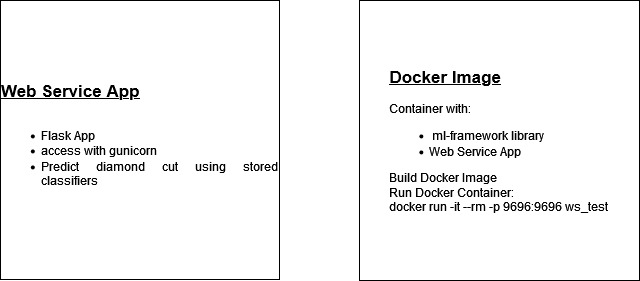 Web Service App
Flask App
access with gunicorn
Predict diamond cut using stored
classifiers
Docker Image
Container with:
ml-framework library
Web Service App
Build Docker Image
Run Docker Container:
docker run -it --rm -p 9696:9696 ws_test